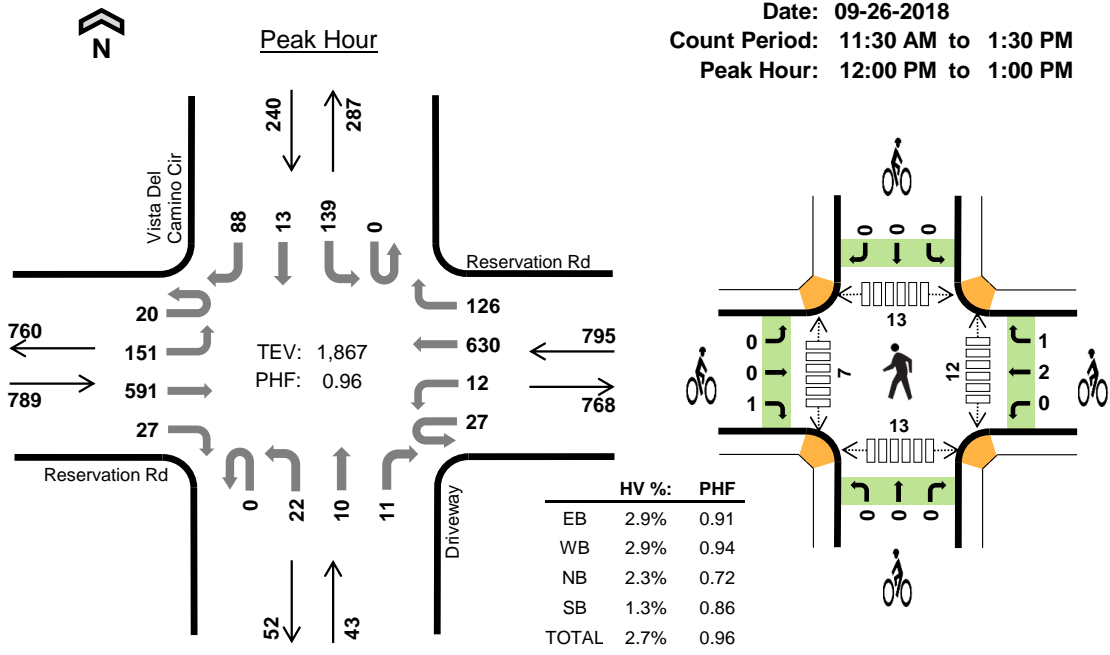 N
Peak Hour
Date: 09-26-2018
Count Period: 11:30 AM to 1:30 PM
Peak Hour: 12:00 PM to 1:00 PM
240
287
Vista Del
Camino Cir
88
13
139
0
Reservation Rd
20
151
591
27
760
789
TEV: 1,867
PHF: 0.96
126
630
12
27
795
768
Reservation Rd
0
22
10
11
Driveway
52
43
HV %: PHF
EB 2.9% 0.91
WB 2.9% 0.94
NB 2.3% 0.72
SB 1.3% 0.86
TOTAL 2.7% 0.96
0
0
0
13
0
0
1
7
12
1
2
0
13
0
0
0